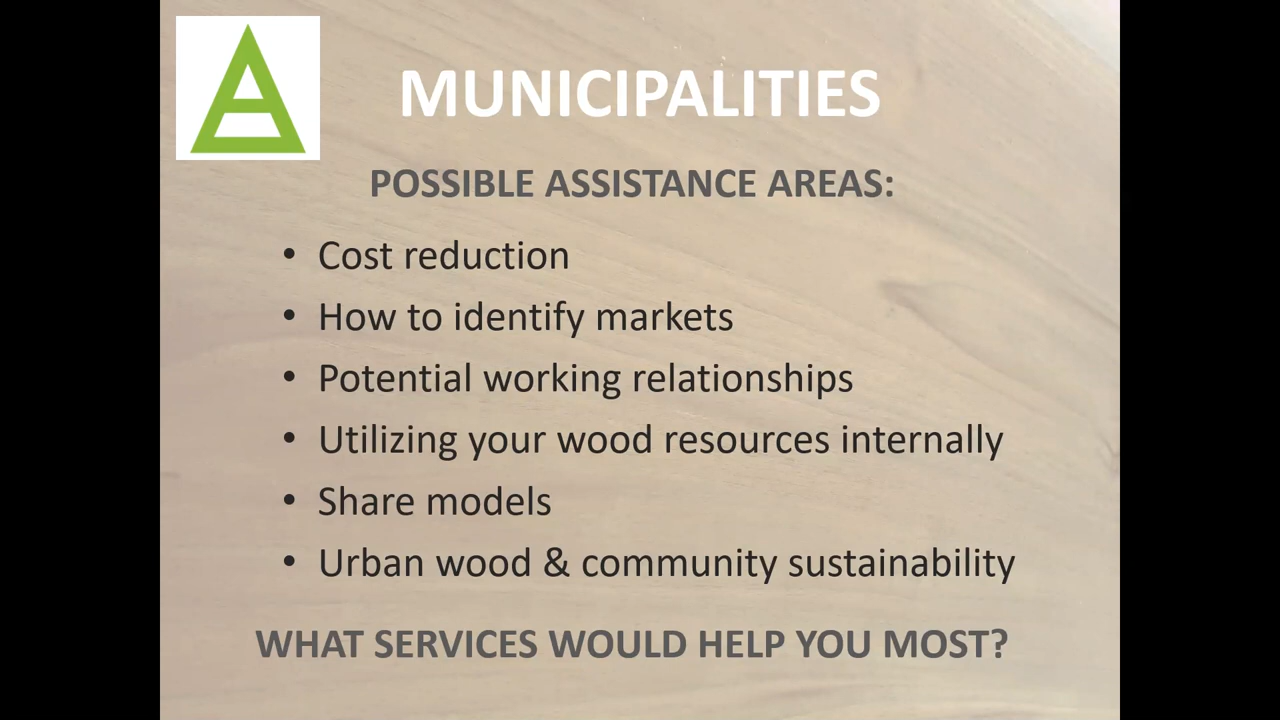 MUNICIPALITIES
POSSIBLE ASSISTANCE AREAS:
• Cost reduction
• How to identify markets
• Potential working relationships
• Utilizing your wood resources internally
• Share models
• Urban wood & community sustainability
WHAT SERVICES WOULD HELP YOU MOST?